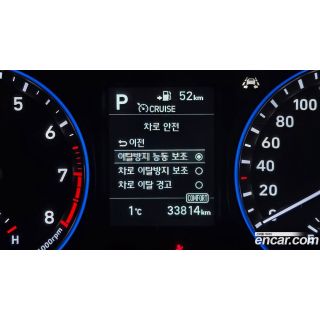 P 52km
CRUISE
차로 안전
이전
이탈방지 능동 보조
차로 이탈방지 보조
차로 이탈 경고
COMFORT
1℃ 33814km
5
6
7
8
H
x1000rpm
100
80
60
40
20
0
E
encar.com